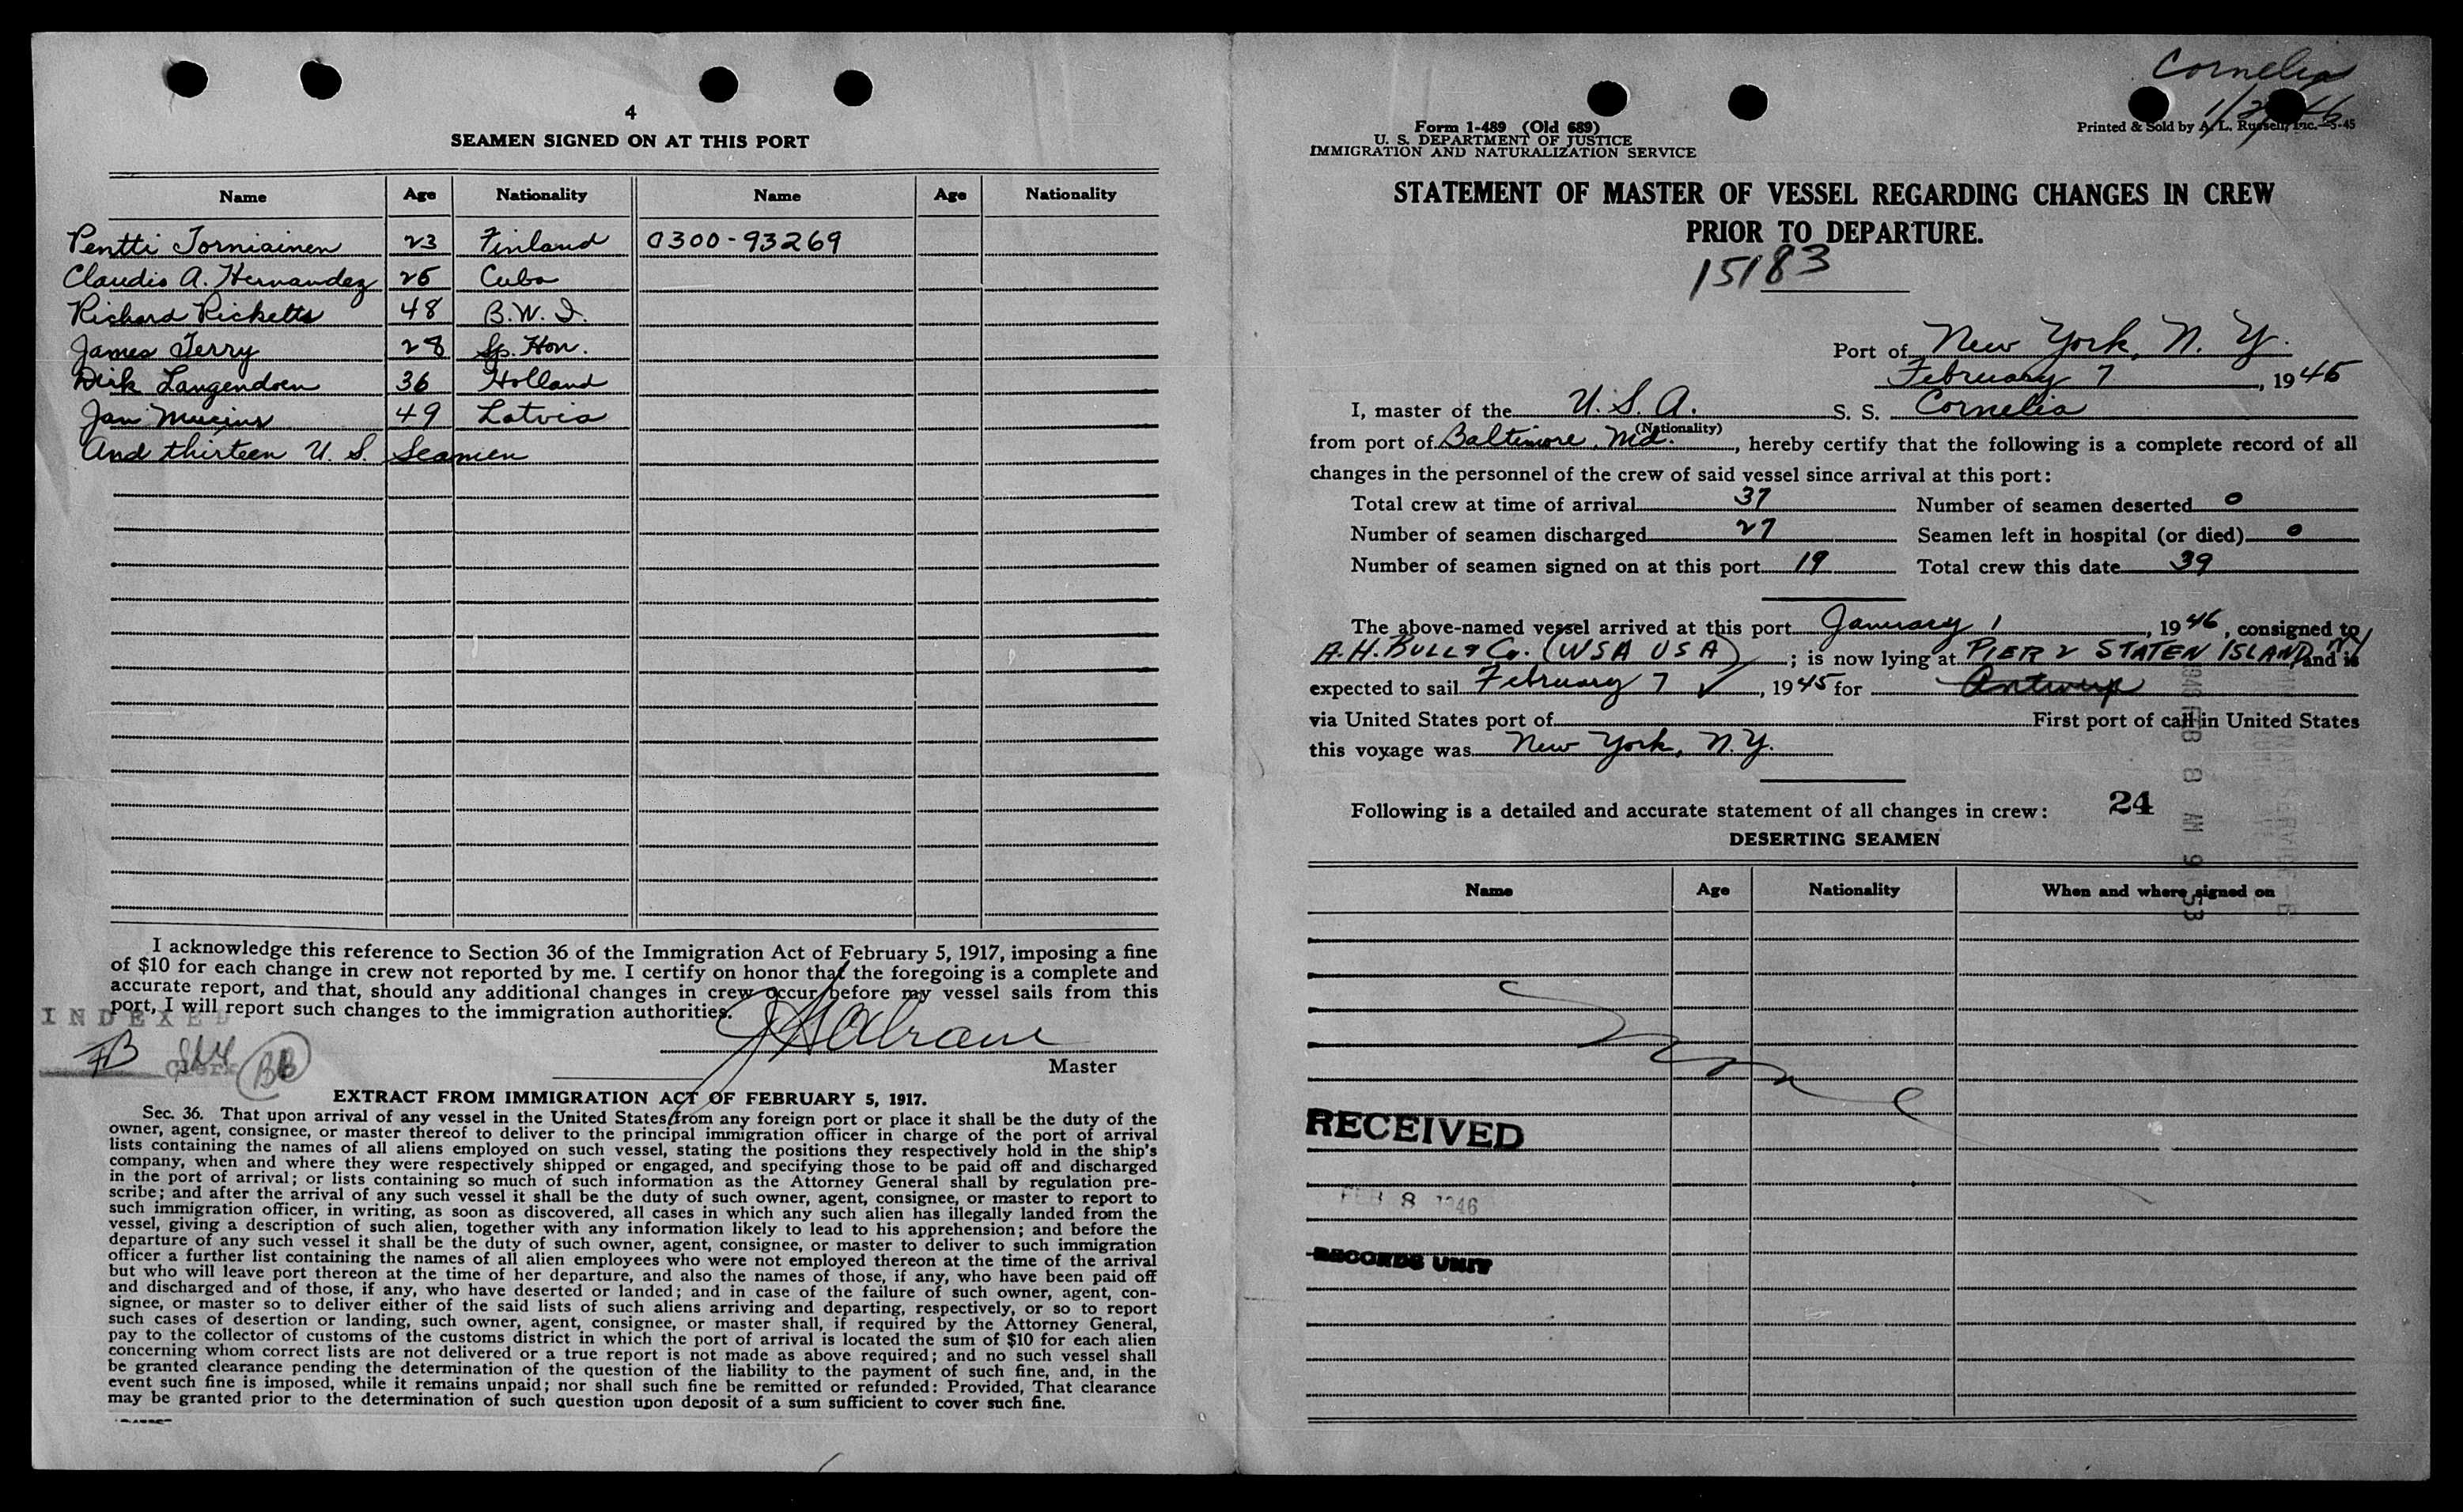 4
SEAMEN SIGNED ON AT THIS PORT
Name Age Nationality Name Age Nationality
Pentti Torniainen 23 Finland 0300-93269
Claudio A. Hernandez 25 Cuba
Richard Ricketts 48 B.W.I.
James Terry 28 Sp. Hon.
Dirk Langendoen 36 Holland
Jan 49 Latvia
And thirteen U. S. Seamen
I acknowledge this reference to Section 36 of the Immigration Act of February 5, 1917, imposing a fine
of $10 for each change in crew not reported by me. I certify on honor that the foregoing is a complete and
accurate report, and that, should any additional changes in crew occur before my vessel sails from this
port, I will report such changes to the immigration authorities.
INDEXED
Clerk
BB
Master
EXTRACT FROM IMMIGRATION ACT OF FEBRUARY 5, 1917.
Sec. 36. That upon arrival of any vessel in the United States from any foreign port or place it shall be the duty of the
owner, agent, consignee, or master thereof to deliver to the principal immigration officer in charge of the port of arrival
lists containing the names of all aliens employed on such vessel, stating the positions they respectively hold in the ship's
company, when and where they were respectively shipped or engaged, and specifying those to be paid off and discharged
in the port of arrival; or lists containing so much of such information as the Attorney General shall by regulation pre-
scribe; and after the arrival of any such vessel it shall be the duty of such owner, agent, consignee, or master to report to
such immigration officer, in writing, as soon as discovered, all cases in which any such alien has illegally landed from the
vessel, giving a description of such alien, together with any information likely to lead to his apprehension; and before the
departure of any such vessel it shall be the duty of such owner, agent, consignee, or master to deliver to such immigration
officer a further list containing the names of all alien employees who were not employed thereon at the time of the arrival
but who will leave port thereon at the time of her departure, and also the names of those, if any, who have been paid off
and discharged and of those, if any, who have deserted or landed; and in case of the failure of such owner, agent, con-
signee, or master so to deliver either of the said lists of such aliens arriving and departing, respectively, or so to report
such cases of desertion or landing, such owner, agent, consignee, or master shall, if required by the Attorney General,
pay to the collector of customs of the customs district in which the port of arrival is located the sum of $10 for each alien
concerning whom correct lists are not delivered or a true report is not made as above required; and no such vessel shall
be granted clearance pending the determination of the question of the liability to the payment of such fine, and, in the
event such fine is imposed, while it remains unpaid; nor shall such fine be remitted or refunded: Provided, That clearance
may be granted prior to the determination of such question upon deposit of a sum sufficient to cover such fine.
Cornelia
Form 1-489 (Old 689)
U. S. DEPARTMENT OF JUSTICE
IMMIGRATION AND NATURALIZATION SERVICE
Printed & Sold by A. L. Russell, Inc.—5-45
STATEMENT OF MASTER OF VESSEL REGARDING CHANGES IN CREW
PRIOR TO DEPARTURE.
15183
Port of New York, N. Y.
February 7, 1946
I, master of the U. S. A. S. S. Cornelia
(Nationality)
from port of Baltimore, Md., hereby certify that the following is a complete record of all
changes in the personnel of the crew of said vessel since arrival at this port:
Total crew at time of arrival 37 Number of seamen deserted 0
Number of seamen discharged 27 Seamen left in hospital (or died) 0
Number of seamen signed on at this port 19 Total crew this date 39
The above-named vessel arrived at this port January 1, 1946, consigned to
A. H. BULL & Co. (WSA USA); is now lying at PIER 2 STATEN ISLAND NY, and is
expected to sail February 7 ✓, 1945 for Antwerp
via United States port of First port of call in United States
this voyage was New York, N.Y.
Following is a detailed and accurate statement of all changes in crew: 24
1946 FEB 8 AM 9 53
DESERTING SEAMEN
Name Age Nationality When and where signed on
None
RECEIVED
FEB 8 1946
RECORDS UNIT